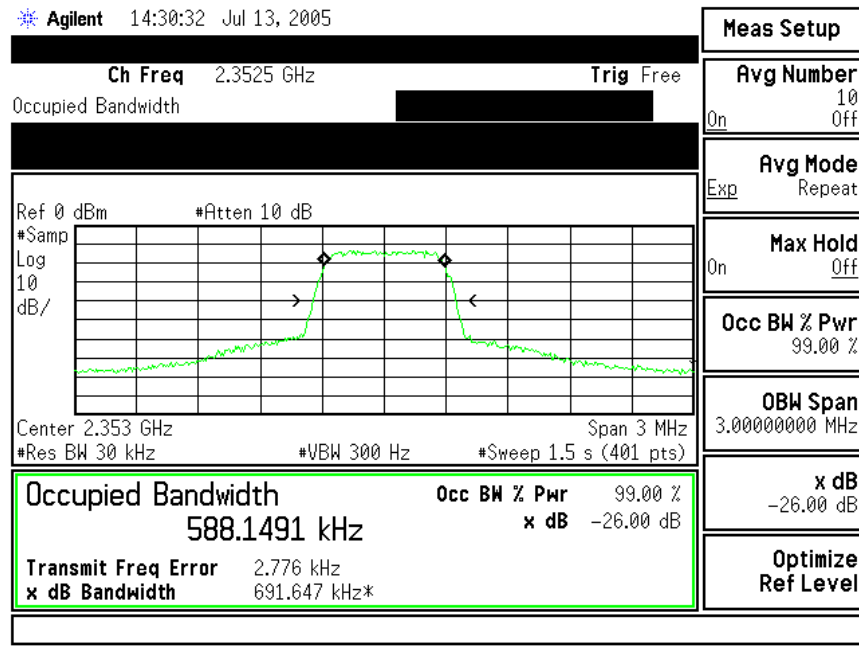 Agilent 14:30:32 Jul 13, 2005
Ch Freq 2.3525 GHz Trig Free
Occupied Bandwidth
Ref 0 dBm #Atten 10 dB
#Samp
Log
10
dB/
Center 2.353 GHz Span 3 MHz
#Res BW 30 kHz #VBW 300 Hz #Sweep 1.5 s (401 pts)
Occupied Bandwidth Occ BW % Pwr 99.00 %
588.1491 kHz x dB -26.00 dB
Transmit Freq Error 2.776 kHz
x dB Bandwidth 691.647 kHz*
Meas Setup
Avg Number
10
On Off
Avg Mode
Exp Repeat
Max Hold
On Off
Occ BW % Pwr
99.00 %
OBW Span
3.00000000 MHz
x dB
-26.00 dB
Optimize
Ref Level